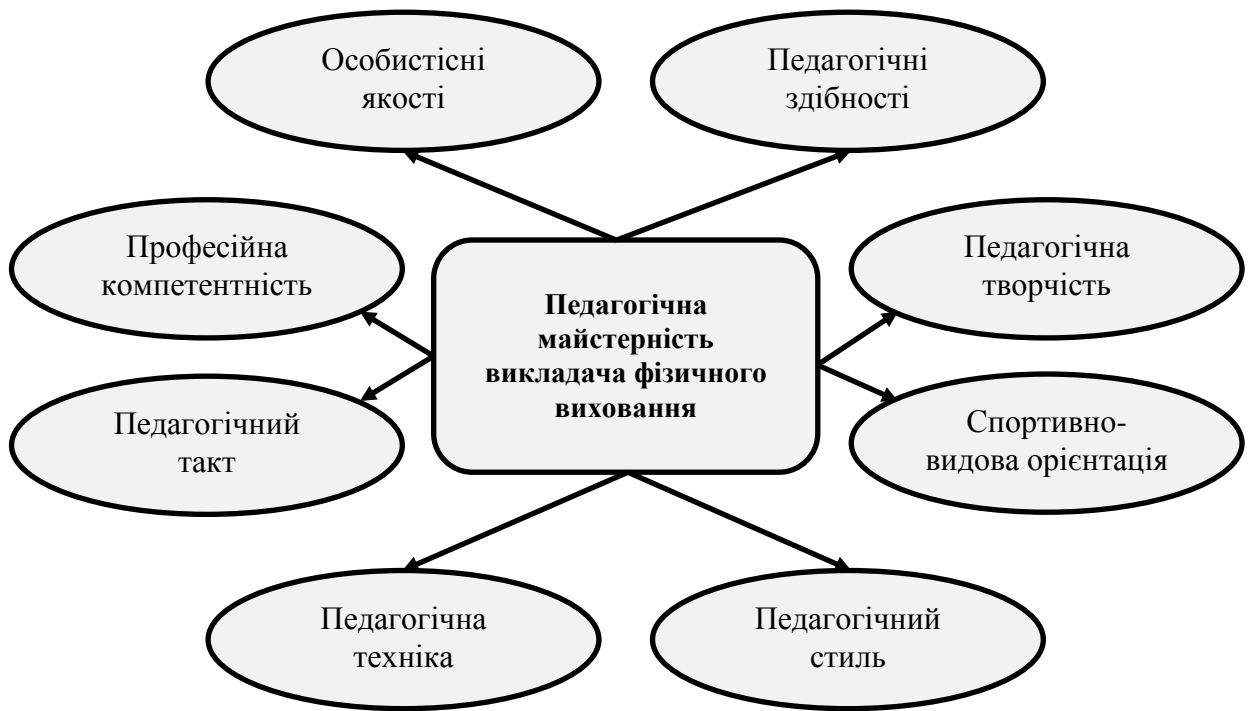 Особистісні
якості
Педагогічні
здібності
Професійна
компетентність
Педагогічна
майстерність
викладача фізичного
виховання
Педагогічна
творчість
Педагогічний
такт
Спортивно-
видова орієнтація
Педагогічна
техніка
Педагогічний
стиль